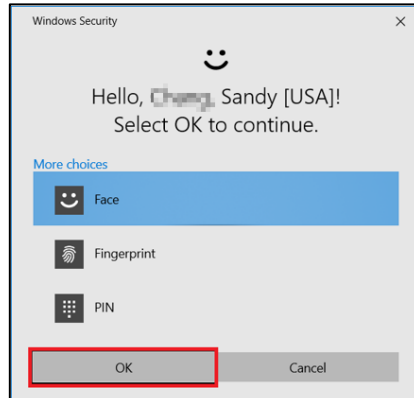 Windows Security
Hello, Sandy [USA]!
Select OK to continue.
More choices
Face
Fingerprint
PIN
OK
Cancel